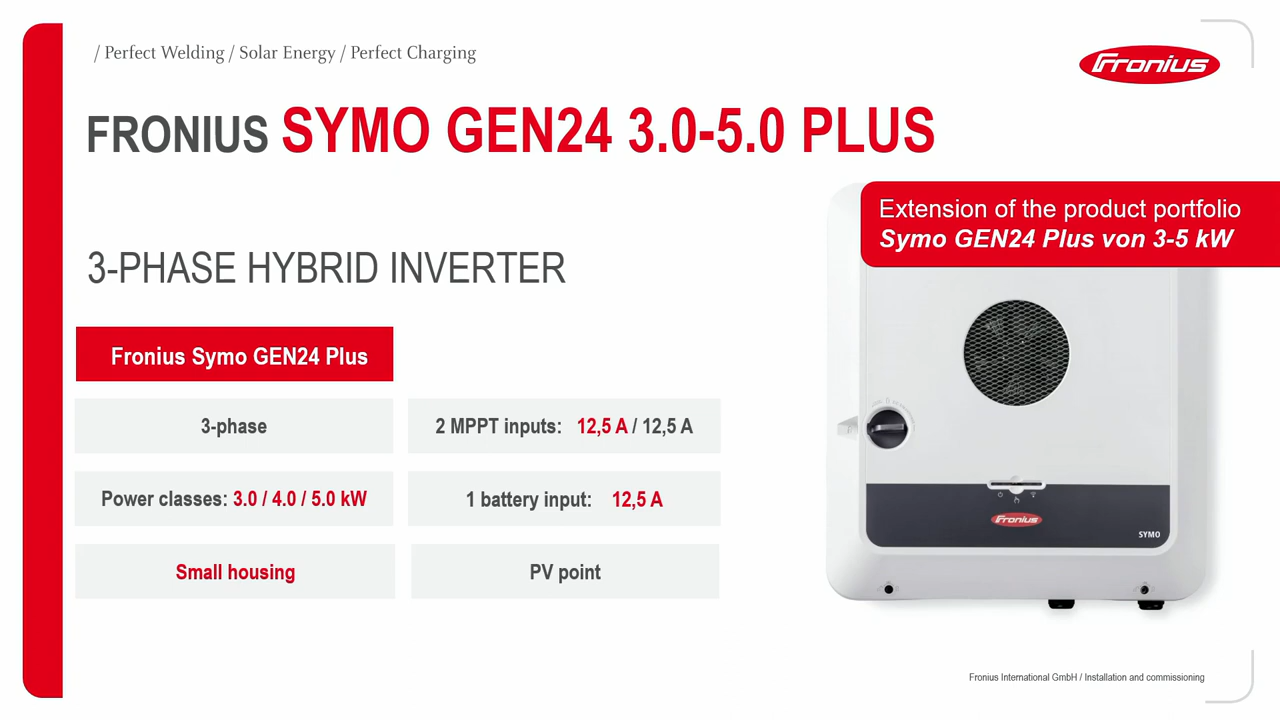 / Perfect Welding / Solar Energy / Perfect Charging
Fronius
FRONIUS SYMO GEN24 3.0-5.0 PLUS
Extension of the product portfolio
Symo GEN24 Plus von 3-5 kW
3-PHASE HYBRID INVERTER
Fronius Symo GEN24 Plus
3-phase
2 MPPT inputs: 12,5 A / 12,5 A
Power classes: 3.0 / 4.0 / 5.0 kW
1 battery input: 12,5 A
Small housing
PV point
Fronius
SYMO
Fronius International GmbH / Installation and commissioning